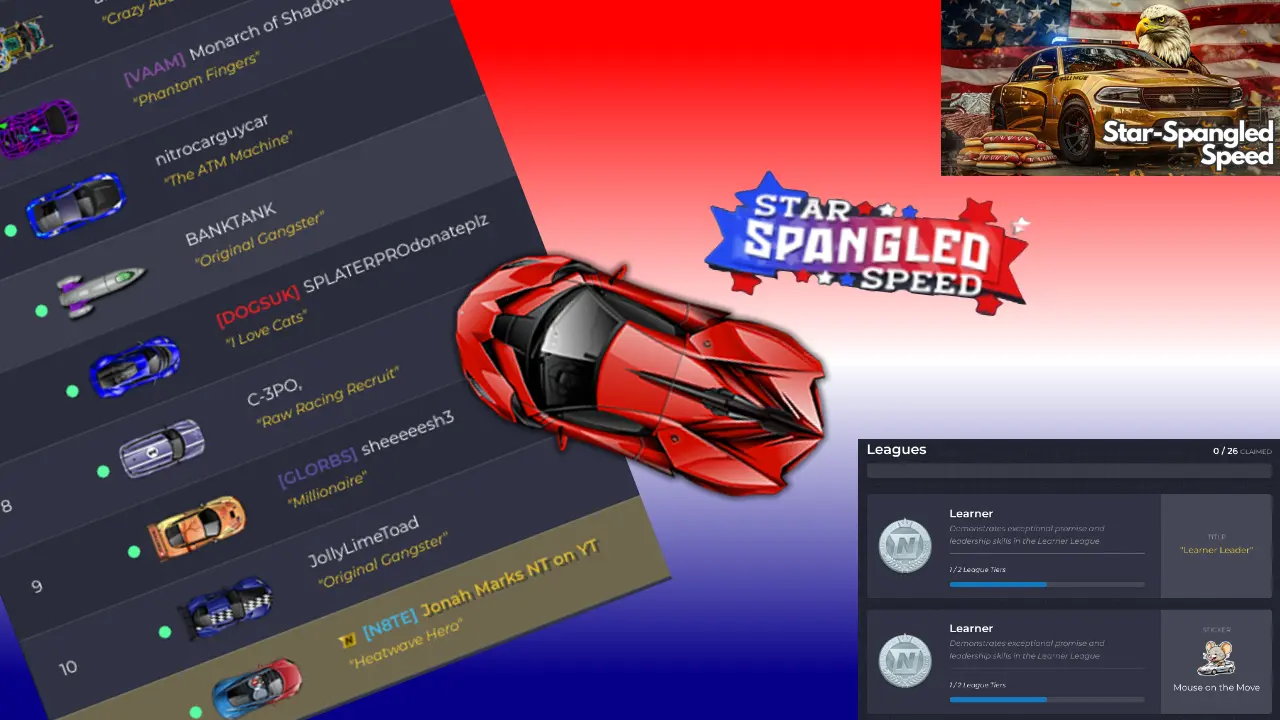 "Crazy
[VAAM] Monarch of
"Phantom Fingers"
nitrocarguycar
"The ATM Machine"
BANKTANK
"Original Gangster"
[DOGSUK] SPLATERPROdonateplz
"I Love Cats"
C-3PO,
"Raw Racing Recruit"
8
[GLORBS] sheeeeesh3
"Millionaire"
9
JollyLimeToad
"Original Gangster"
10
N [N8TE] Jonah Marks NT on YT
"Heatwave Hero"
STAR
SPANGLED
SPEED
Star-Spangled
Speed
Leagues
0 / 26 CLAIMED
N
Learner
Demonstrates exceptional promise and
leadership skills in the Learner League
1 / 2 League Tiers
TITLE
"Learner Leader"
N
Learner
Demonstrates exceptional promise and
leadership skills in the Learner League
1 / 2 League Tiers
STICKER
Mouse on the Move